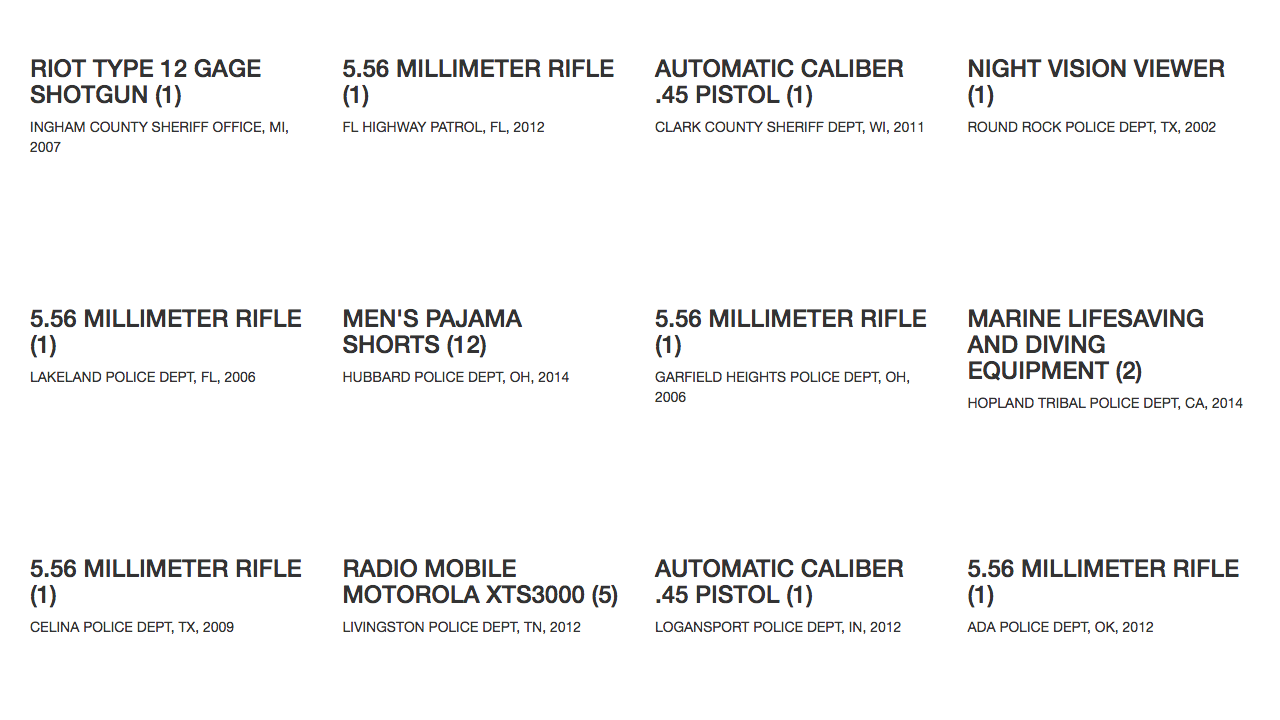 RIOT TYPE 12 GAGE
SHOTGUN (1)
INGHAM COUNTY SHERIFF OFFICE, MI,
2007
5.56 MILLIMETER RIFLE
(1)
FL HIGHWAY PATROL, FL, 2012
AUTOMATIC CALIBER
.45 PISTOL (1)
CLARK COUNTY SHERIFF DEPT, WI, 2011
NIGHT VISION VIEWER
(1)
ROUND ROCK POLICE DEPT, TX, 2002
5.56 MILLIMETER RIFLE
(1)
LAKELAND POLICE DEPT, FL, 2006
MEN'S PAJAMA
SHORTS (12)
HUBBARD POLICE DEPT, OH, 2014
5.56 MILLIMETER RIFLE
(1)
GARFIELD HEIGHTS POLICE DEPT, OH,
2006
MARINE LIFESAVING
AND DIVING
EQUIPMENT (2)
HOPLAND TRIBAL POLICE DEPT, CA, 2014
5.56 MILLIMETER RIFLE
(1)
CELINA POLICE DEPT, TX, 2009
RADIO MOBILE
MOTOROLA XTS3000 (5)
LIVINGSTON POLICE DEPT, TN, 2012
AUTOMATIC CALIBER
.45 PISTOL (1)
LOGANSPORT POLICE DEPT, IN, 2012
5.56 MILLIMETER RIFLE
(1)
ADA POLICE DEPT, OK, 2012